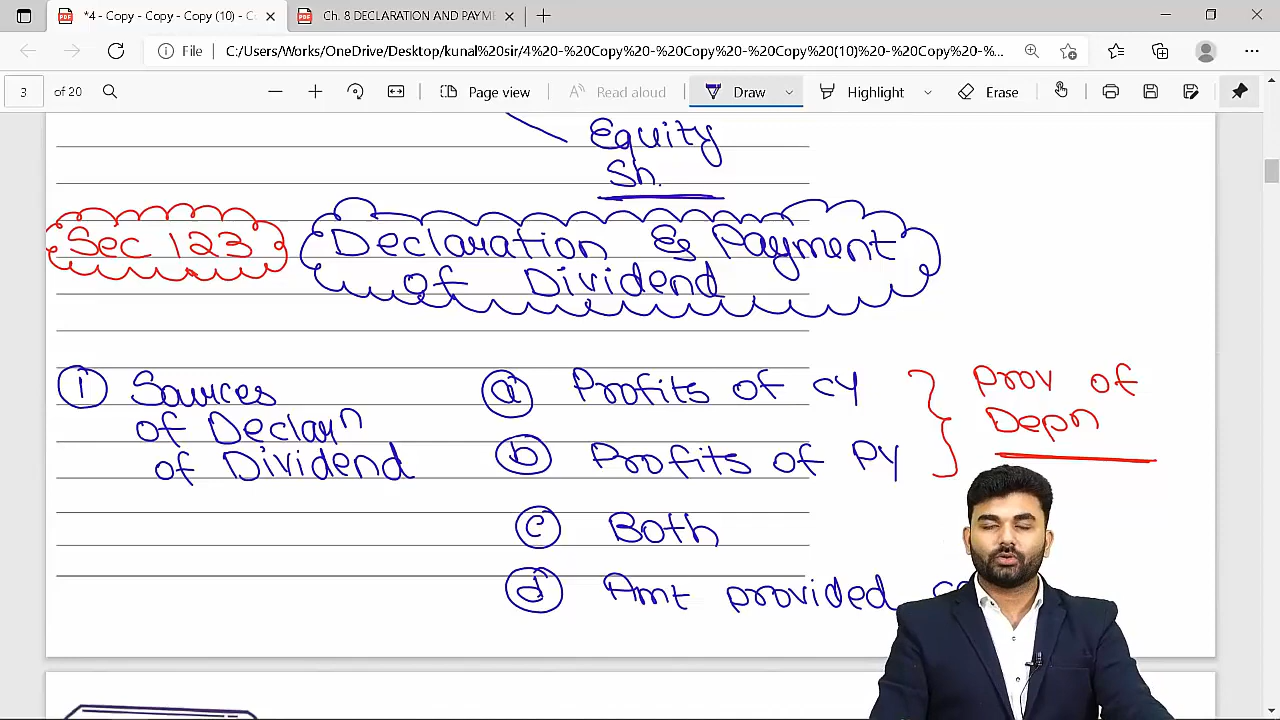 *4 - Copy - Copy - Copy (10) - C
Ch. 8 DECLARATION AND PAYM
File C:/Users/Works/OneDrive/Desktop/kunal%20sir/4%20-%20Copy%20-%20Copy%20-%20Copy%20(10)%20-%20Copy%20-%...
3 of 20 Page view Read aloud Draw Highlight Erase
Equity
Sh.
Sec 123 Declaration & Payment
of Dividend
1 Sources a Profits of CY } Prov of
of Declarn Depn
of Dividend b Profits of PY
c Both
d Amt provided